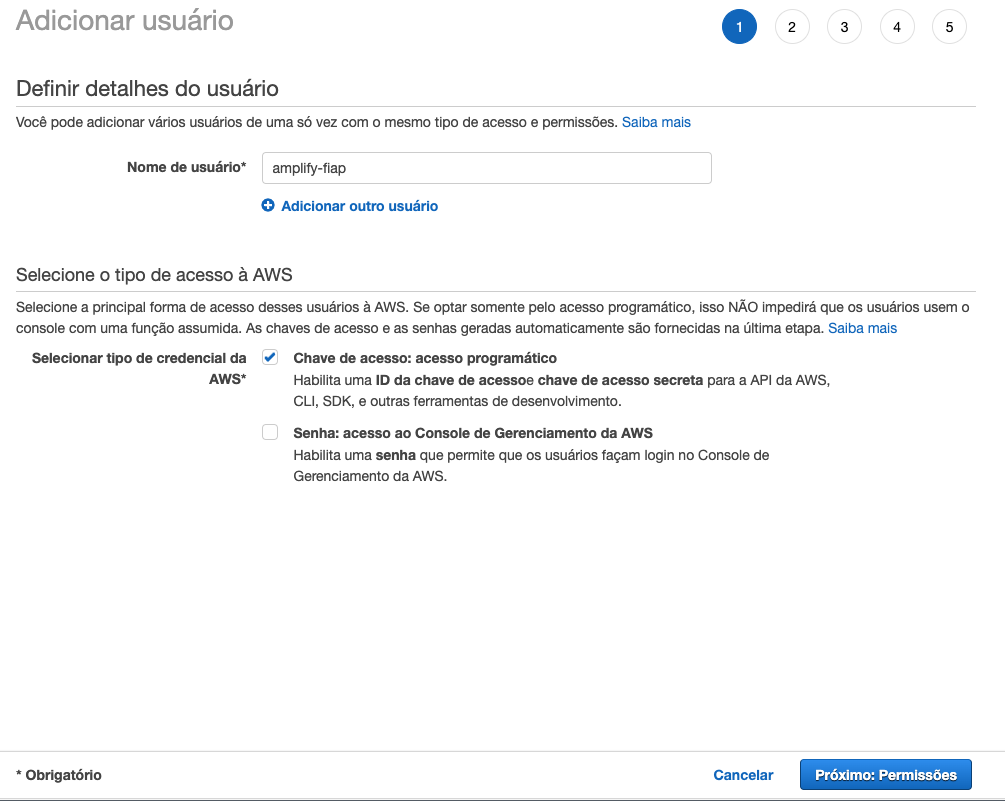 Adicionar usuário
1 2 3 4 5
Definir detalhes do usuário
Você pode adicionar vários usuários de uma só vez com o mesmo tipo de acesso e permissões. Saiba mais
Nome de usuário* amplify-fiap
Adicionar outro usuário
Selecione o tipo de acesso à AWS
Selecione a principal forma de acesso desses usuários à AWS. Se optar somente pelo acesso programático, isso NÃO impedirá que os usuários usem o
console com uma função assumida. As chaves de acesso e as senhas geradas automaticamente são fornecidas na última etapa. Saiba mais
Selecionar tipo de credencial da
AWS*
Chave de acesso: acesso programático
Habilita uma ID da chave de acessoe chave de acesso secreta para a API da AWS,
CLI, SDK, e outras ferramentas de desenvolvimento.
Senha: acesso ao Console de Gerenciamento da AWS
Habilita uma senha que permite que os usuários façam login no Console de
Gerenciamento da AWS.
* Obrigatório
Cancelar
Próximo: Permissões